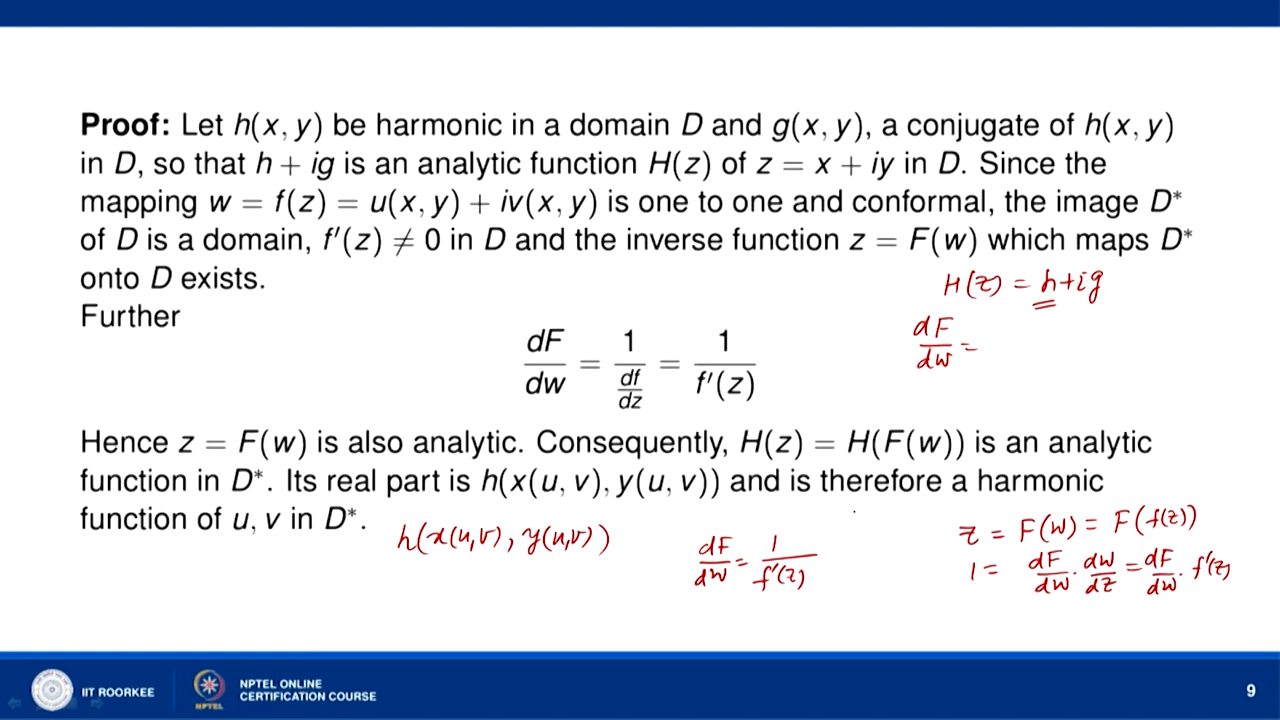 Proof: Let h(x, y) be harmonic in a domain D and g(x, y), a conjugate of h(x, y)
in D, so that h + ig is an analytic function H(z) of z = x + iy in D. Since the
mapping w = f(z) = u(x, y) + iv(x, y) is one to one and conformal, the image D*
of D is a domain, f′(z) ≠ 0 in D and the inverse function z = F(w) which maps D*
onto D exists.
H(z) = h+ig
Further
dF/dw = 1/(df/dz) = 1/f′(z)
dF/dw =
Hence z = F(w) is also analytic. Consequently, H(z) = H(F(w)) is an analytic
function in D*. Its real part is h(x(u, v), y(u, v)) and is therefore a harmonic
function of u, v in D*.
h(x(u,v), y(u,v))
dF/dw = 1/f′(z)
z = F(w) = F(f(z))
1 = dF/dw · dw/dz = dF/dw · f′(z)
IIT ROORKEE
NPTEL
NPTEL ONLINE
CERTIFICATION COURSE
9